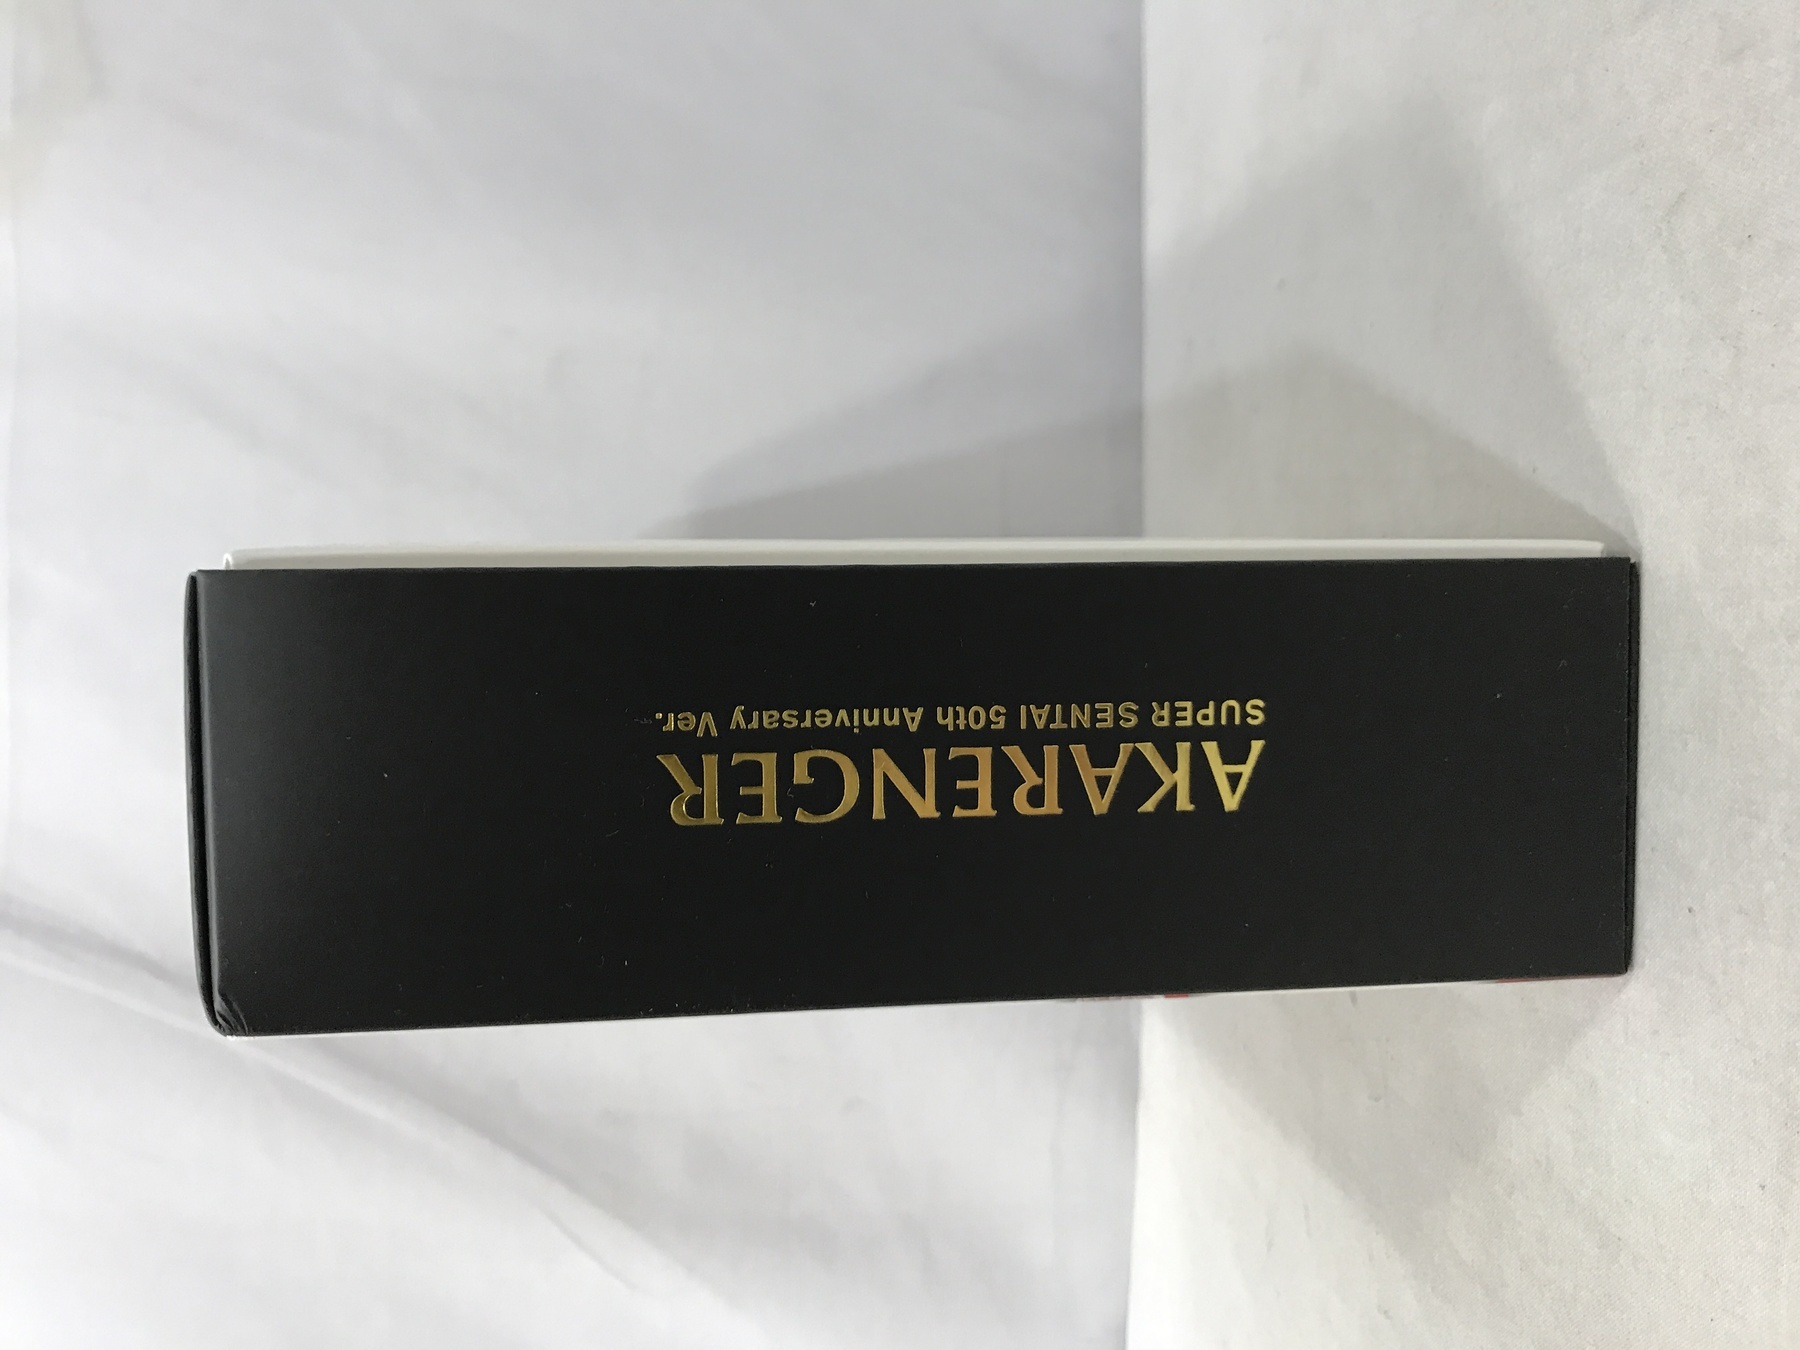 AKARENGER
SUPER SENTAI 50th Anniversary Ver.